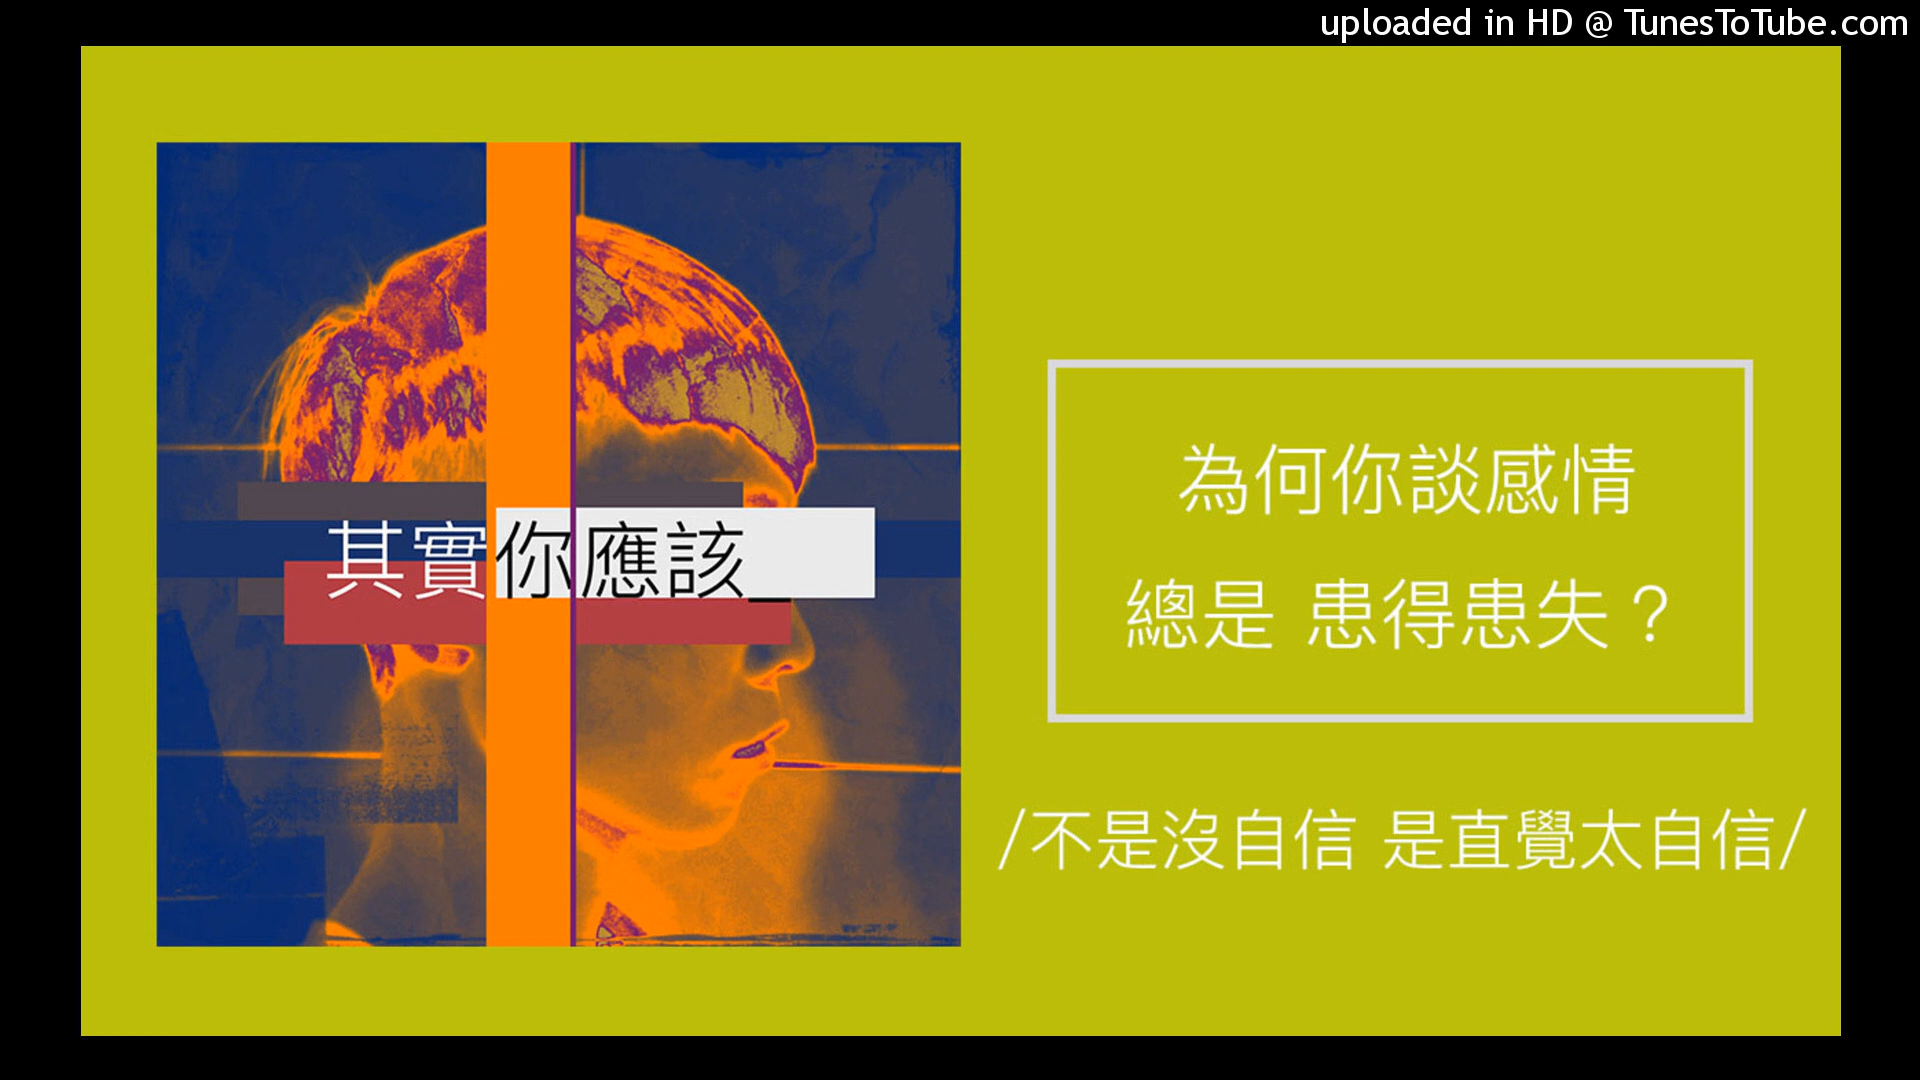 uploaded in HD @ TunesToTube.com
其實你應該_
為何你談感情
總是 患得患失？
/不是沒自信 是直覺太自信/